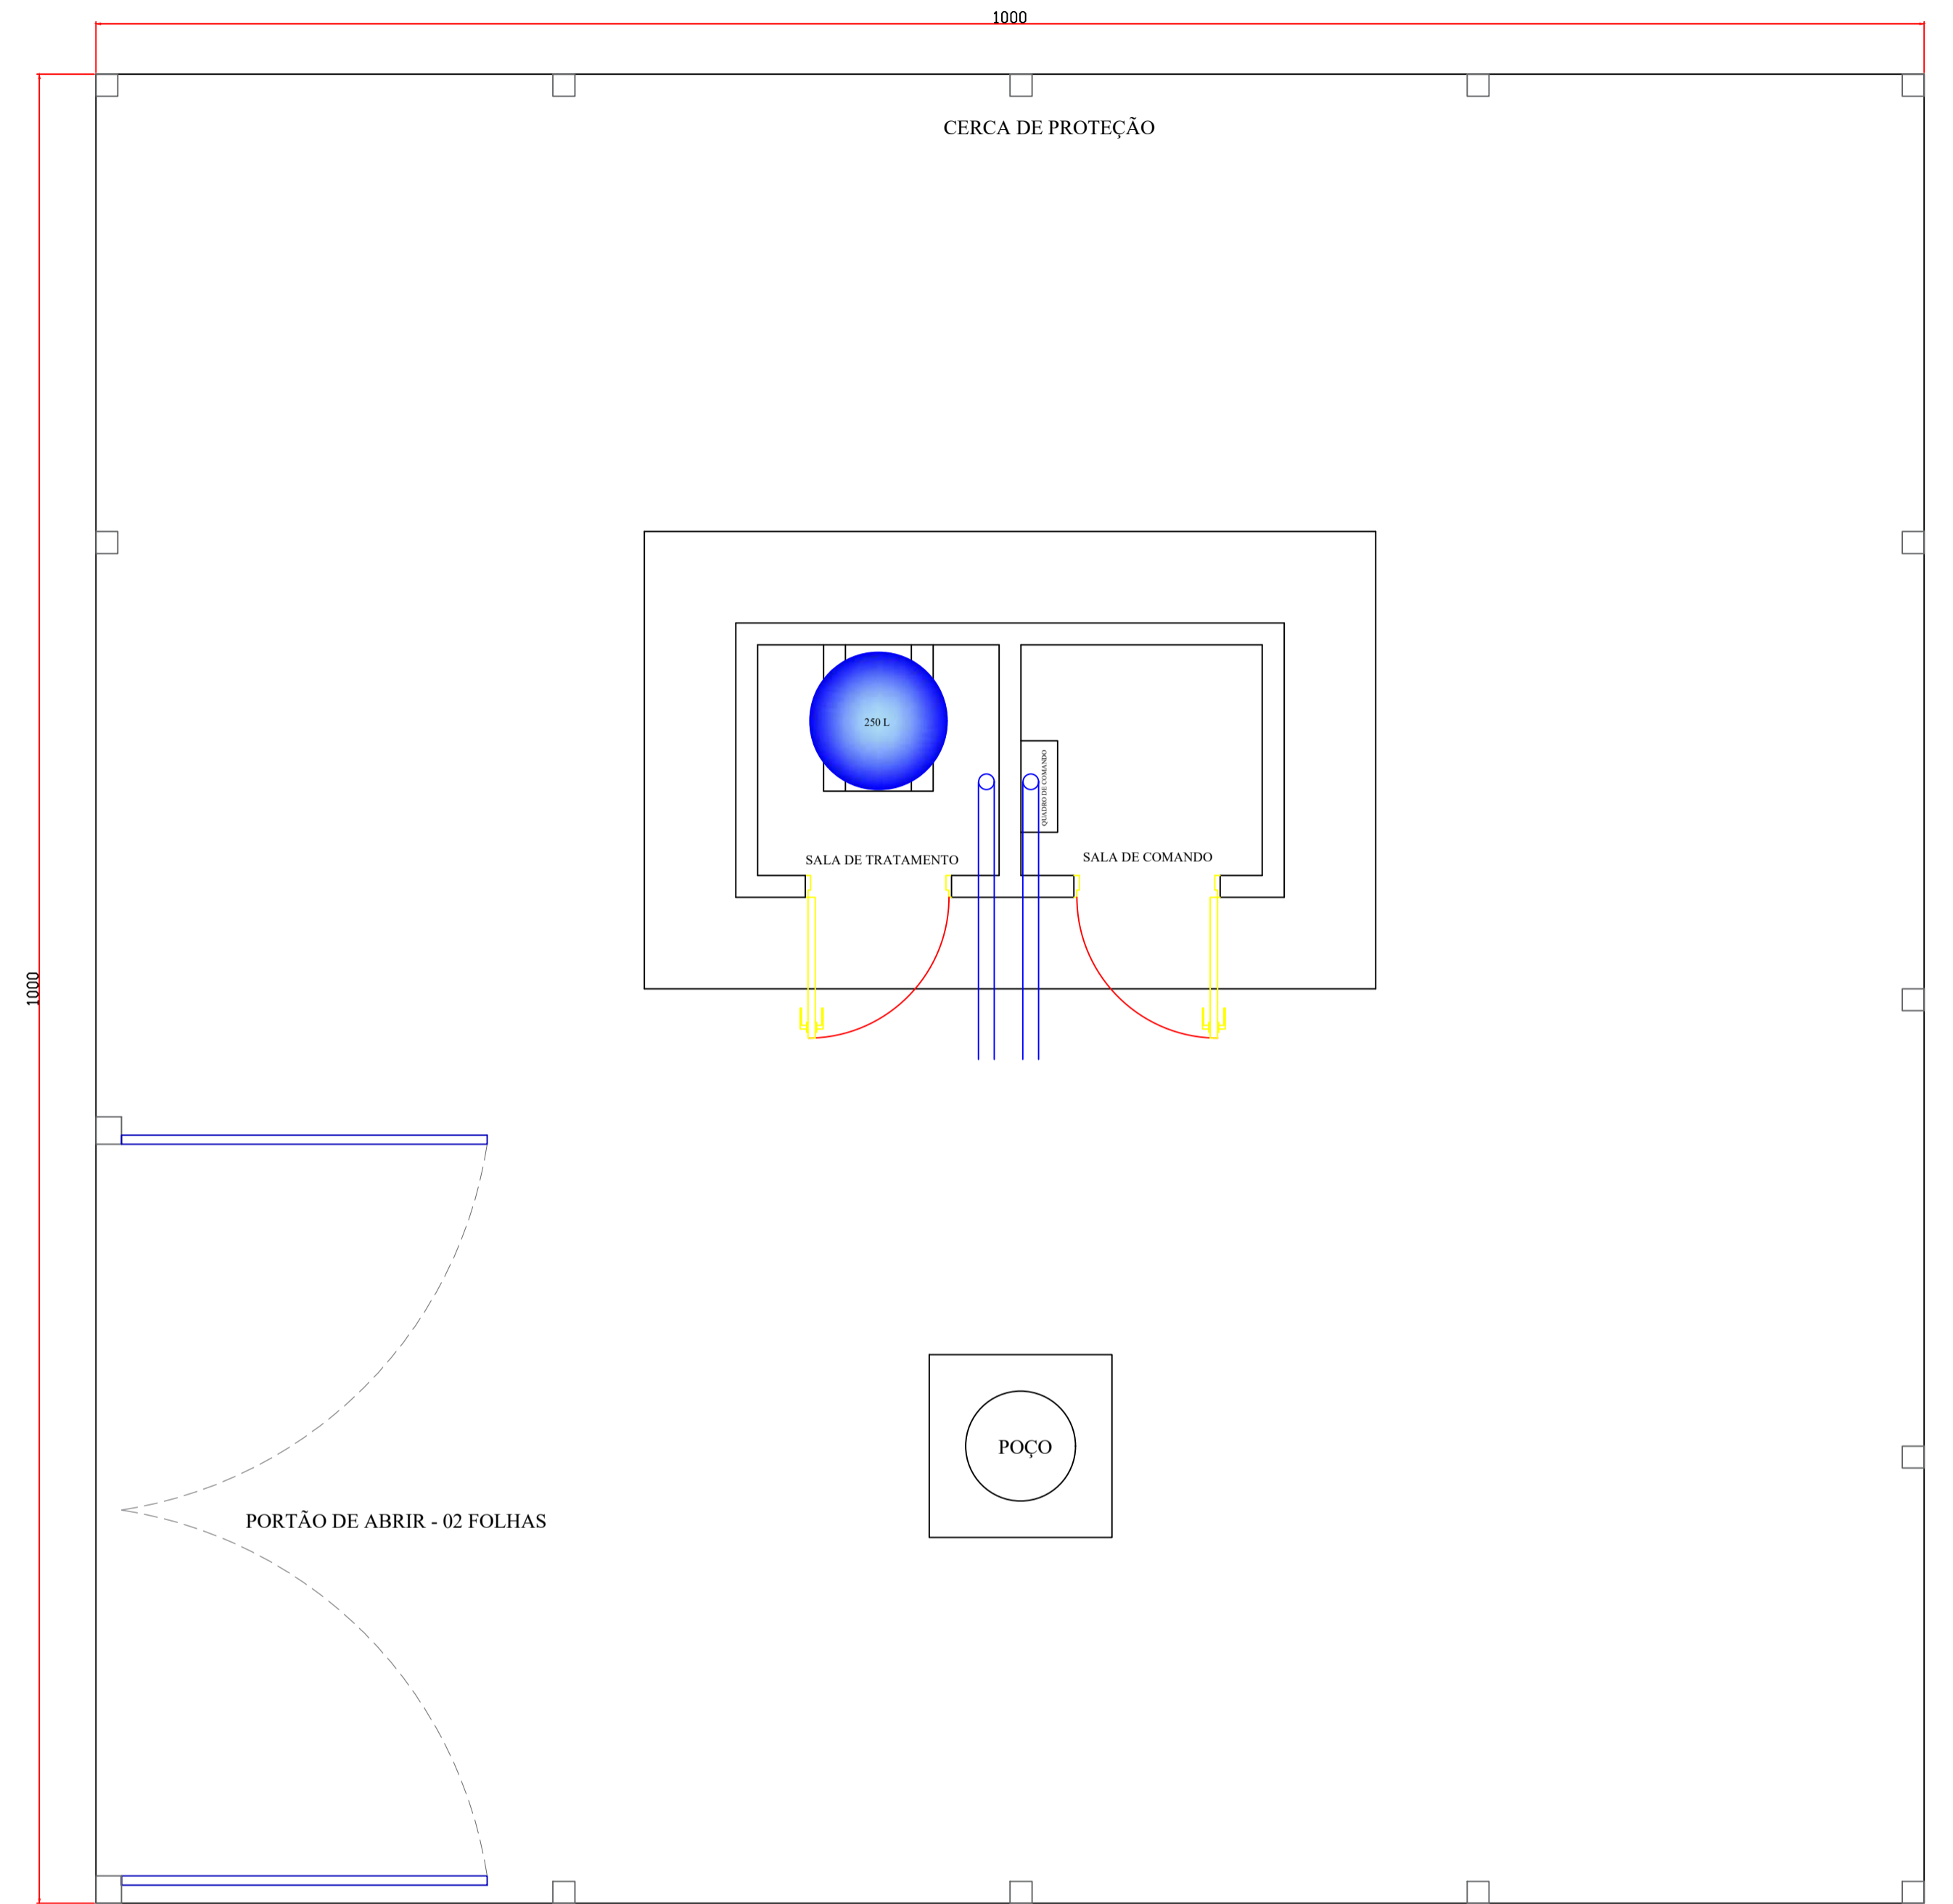 1000
CERCA DE PROTEÇÃO
250 L
QUADRO DE COMANDO
SALA DE TRATAMENTO
SALA DE COMANDO
1000
POÇO
PORTÃO DE ABRIR - 02 FOLHAS